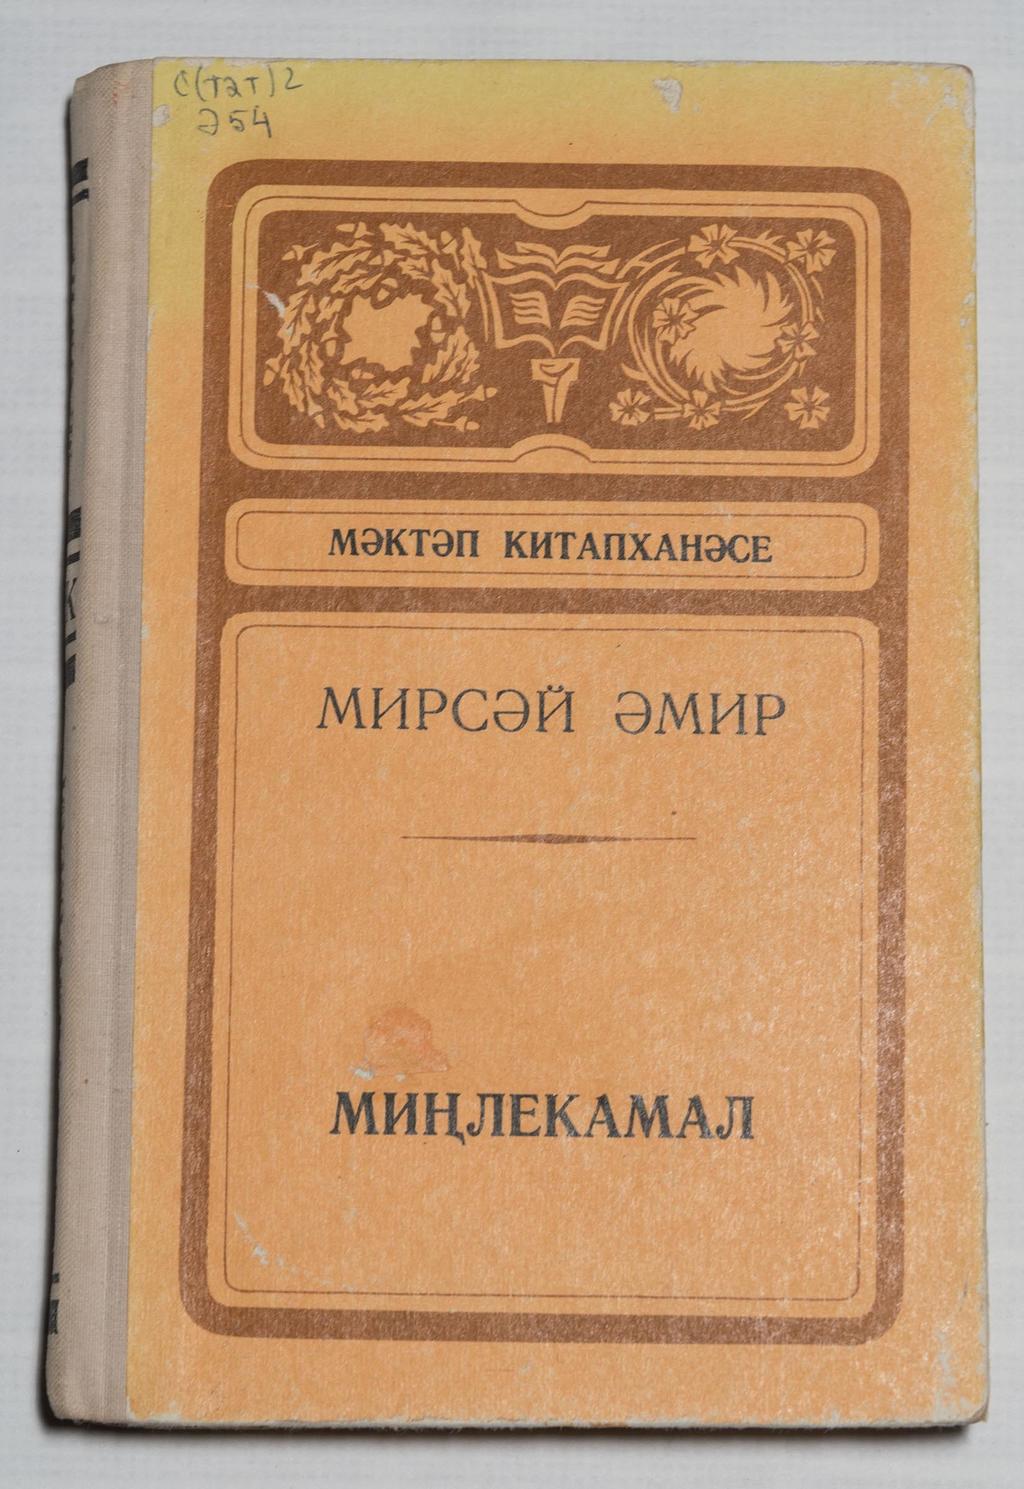 С(тат)2
Ә54
МӘКТӘП КИТАПХАНӘСЕ
МИРСӘЙ ӘМИР
МИҢЛЕКАМАЛ